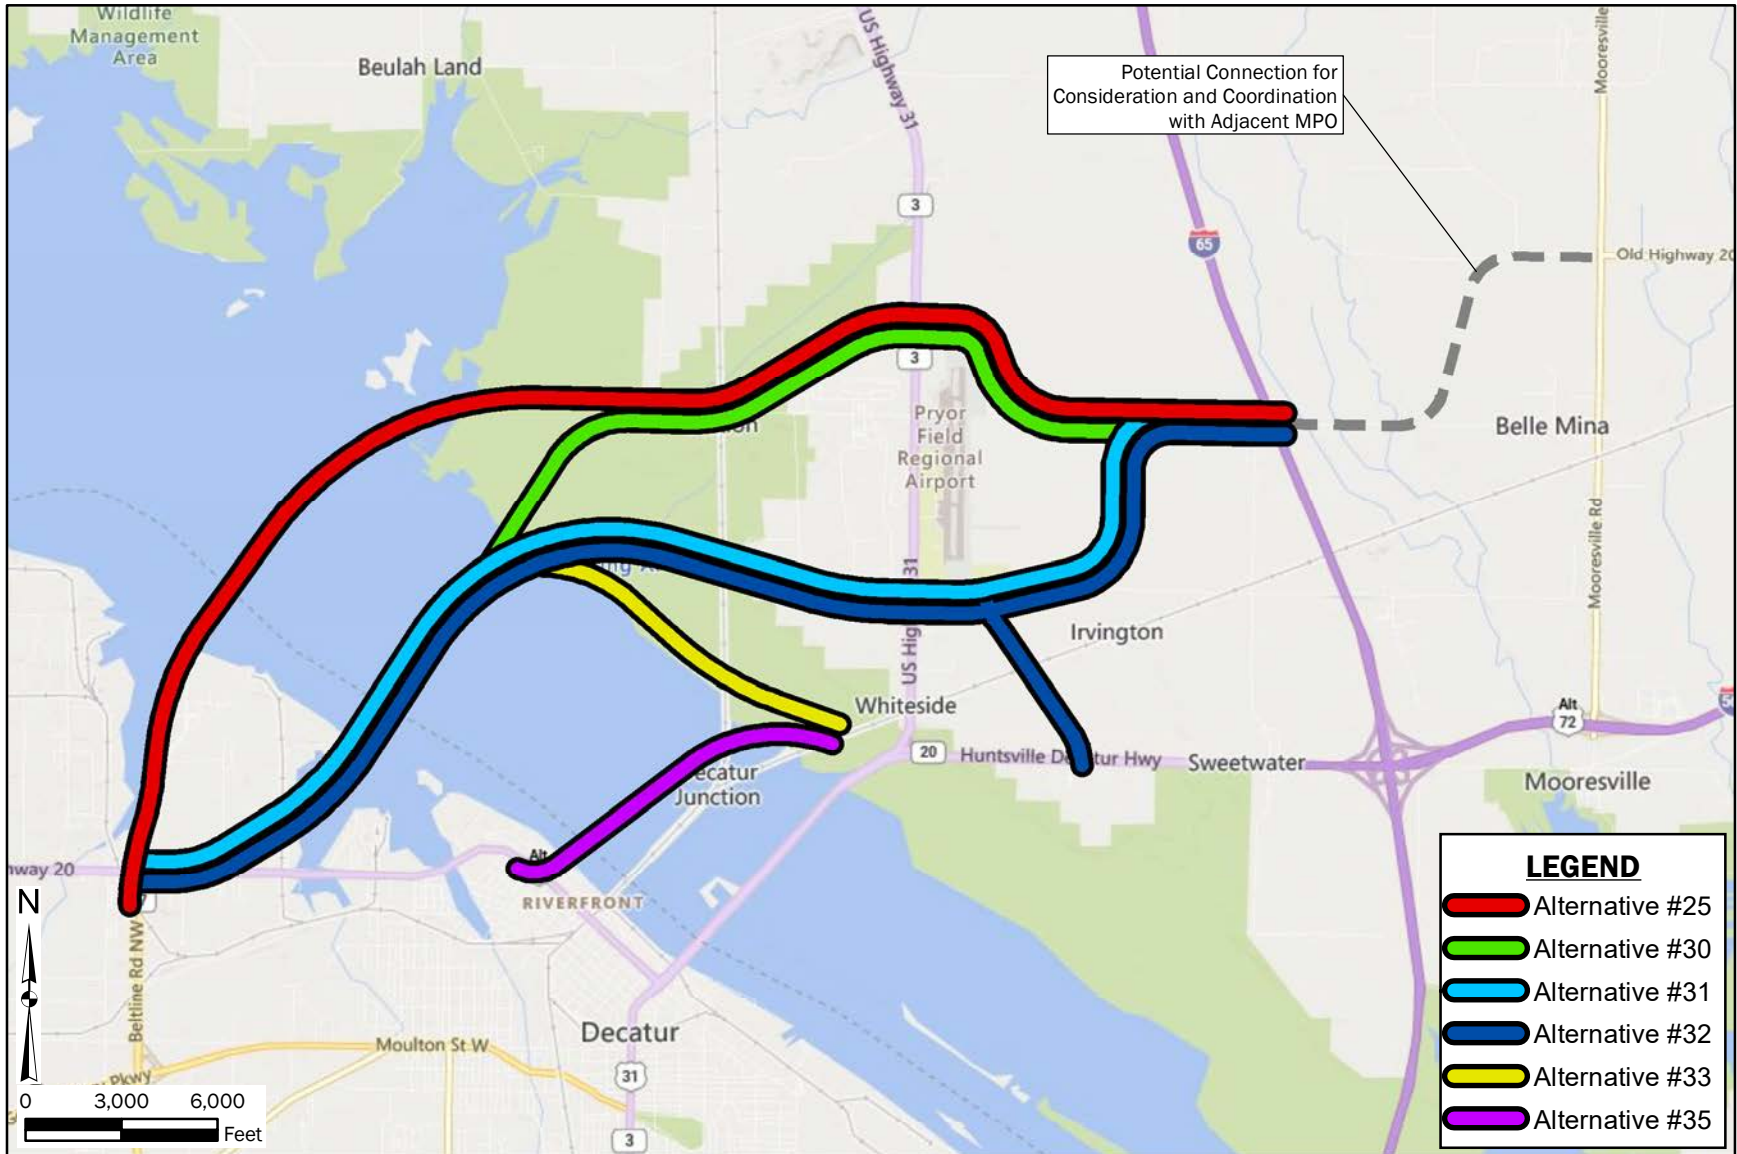 Wildlife
Management
Area
Beulah Land
US Highway 31
Potential Connection for
Consideration and Coordination
with Adjacent MPO
Mooresville
3
65
Old Highway 20
3
Pryor
Field
Regional
Airport
Belle Mina
Mooresville Rd
US Hig
31
Irvington
Whiteside
Alt
72
20
Huntsville De
tur Hwy
Sweetwater
Mooresville
ecatur
Junction
Alt
hway 20
RIVERFRONT
N
Beltline Rd NW
Decatur
Moulton St W
Pkwy
31
3
0 3,000 6,000
Feet
LEGEND
Alternative #25
Alternative #30
Alternative #31
Alternative #32
Alternative #33
Alternative #35